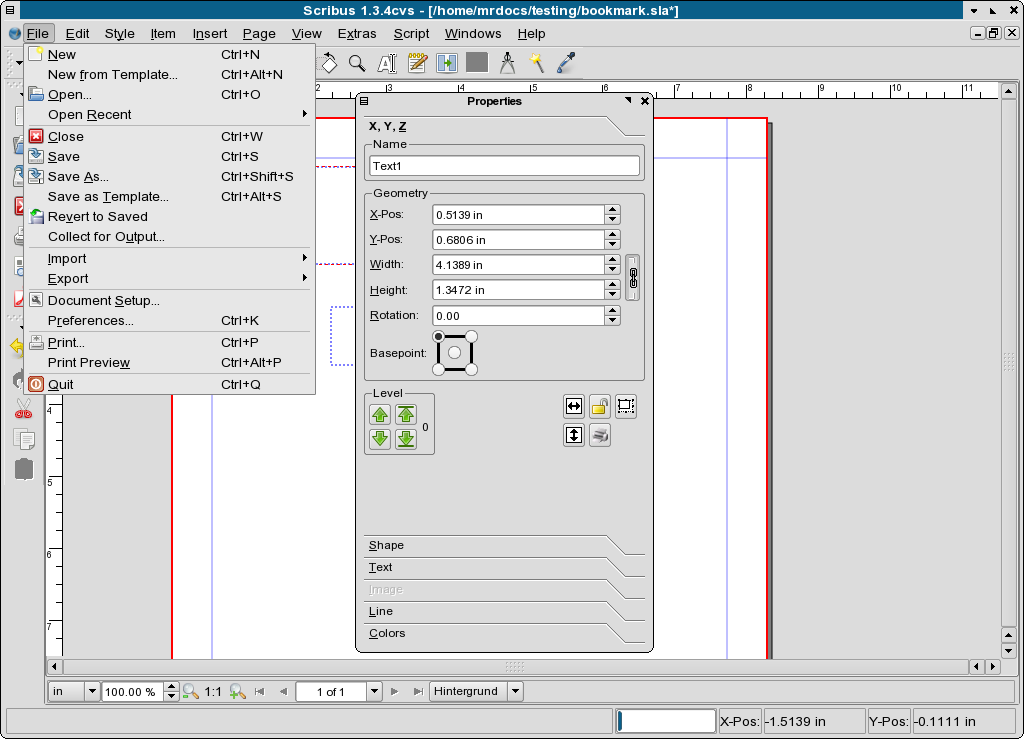 Scribus 1.3.4cvs - [/home/mrdocs/testing/bookmark.sla*]
File Edit Style Item Insert Page View Extras Script Windows Help
New Ctrl+N
New from Template... Ctrl+Alt+N
Open... Ctrl+O
Open Recent
Close Ctrl+W
Save Ctrl+S
Save As... Ctrl+Shift+S
Save as Template... Ctrl+Alt+S
Revert to Saved
Collect for Output...
Import
Export
Document Setup...
Preferences... Ctrl+K
Print... Ctrl+P
Print Preview Ctrl+Alt+P
Quit Ctrl+Q
2 3 4 5 6 7 8 9 10 11
4
5
6
7
Properties
X, Y, Z
Name
Text1
Geometry
X-Pos: 0.5139 in
Y-Pos: 0.6806 in
Width: 4.1389 in
Height: 1.3472 in
Rotation: 0.00
Basepoint:
Level
0
Shape
Text
Image
Line
Colors
in 100.00 % 1:1 1 of 1 Hintergrund
X-Pos: -1.5139 in Y-Pos: -0.1111 in